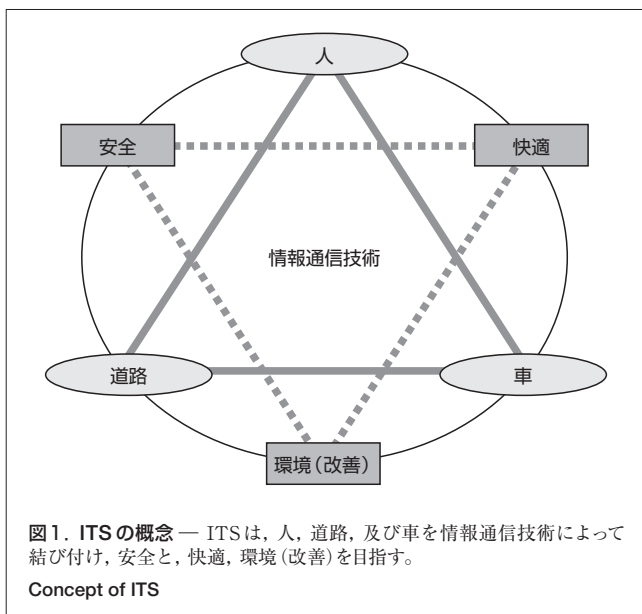 人
安全
快適
情報通信技術
道路
車
環境（改善）
図1．ITSの概念 — ITSは，人，道路，及び車を情報通信技術によって
結び付け，安全と，快適，環境（改善）を目指す。
Concept of ITS